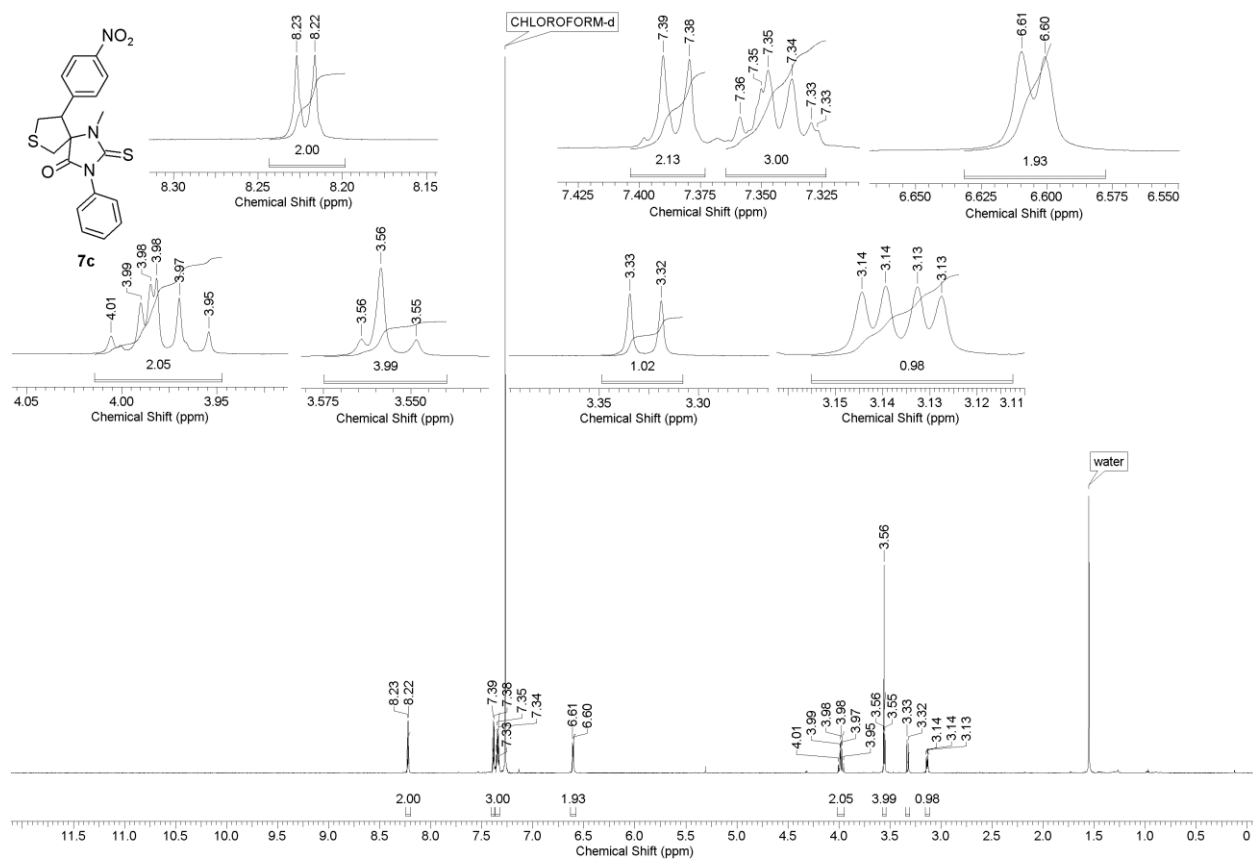 NO₂
N
S
N
S
O
7c
8.23
8.22
2.00
8.30 8.25 8.20 8.15
Chemical Shift (ppm)
CHLOROFORM-d
7.39
7.38
7.36
7.35
7.35
7.34
7.33
7.33
2.13
3.00
7.425 7.400 7.375 7.350 7.325
Chemical Shift (ppm)
6.61
6.60
1.93
6.650 6.625 6.600 6.575 6.550
Chemical Shift (ppm)
4.01
3.99
3.98
3.98
3.97
3.95
2.05
4.05 4.00 3.95
Chemical Shift (ppm)
3.56
3.56
3.55
3.99
3.575 3.550
Chemical Shift (ppm)
3.33
3.32
1.02
3.35 3.30
Chemical Shift (ppm)
3.14
3.14
3.13
3.13
0.98
3.15 3.14 3.13 3.12 3.11
Chemical Shift (ppm)
water
8.23
8.22
7.39
7.38
7.35
7.34
7.33
6.61
6.60
4.01
3.99
3.98
3.98
3.97
3.95
3.56
3.56
3.55
3.33
3.32
3.14
3.14
3.13
2.00 3.00 1.93 2.05 3.99 0.98
11.5 11.0 10.5 10.0 9.5 9.0 8.5 8.0 7.5 7.0 6.5 6.0 5.5 5.0 4.5 4.0 3.5 3.0 2.5 2.0 1.5 1.0 0.5 0
Chemical Shift (ppm)